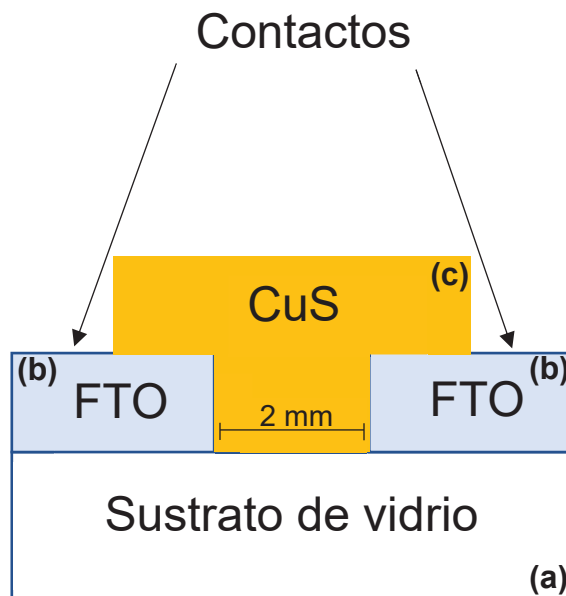 Contactos
(c)
CuS
(b) (b)
FTO FTO
2 mm
Sustrato de vidrio
(a)